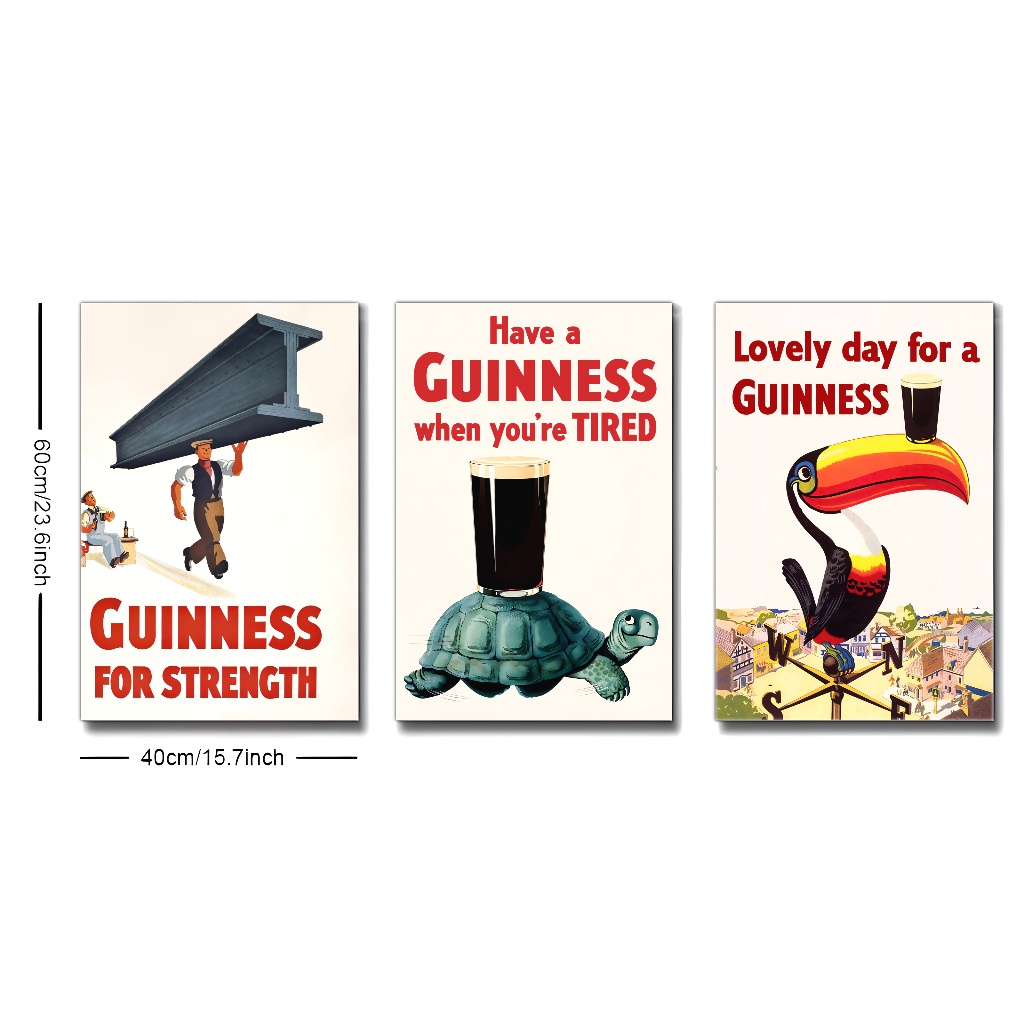 60cm/23.6inch
GUINNESS
FOR STRENGTH
40cm/15.7inch
Have a
GUINNESS
when you're TIRED
Lovely day for a
GUINNESS
W
N
S
E